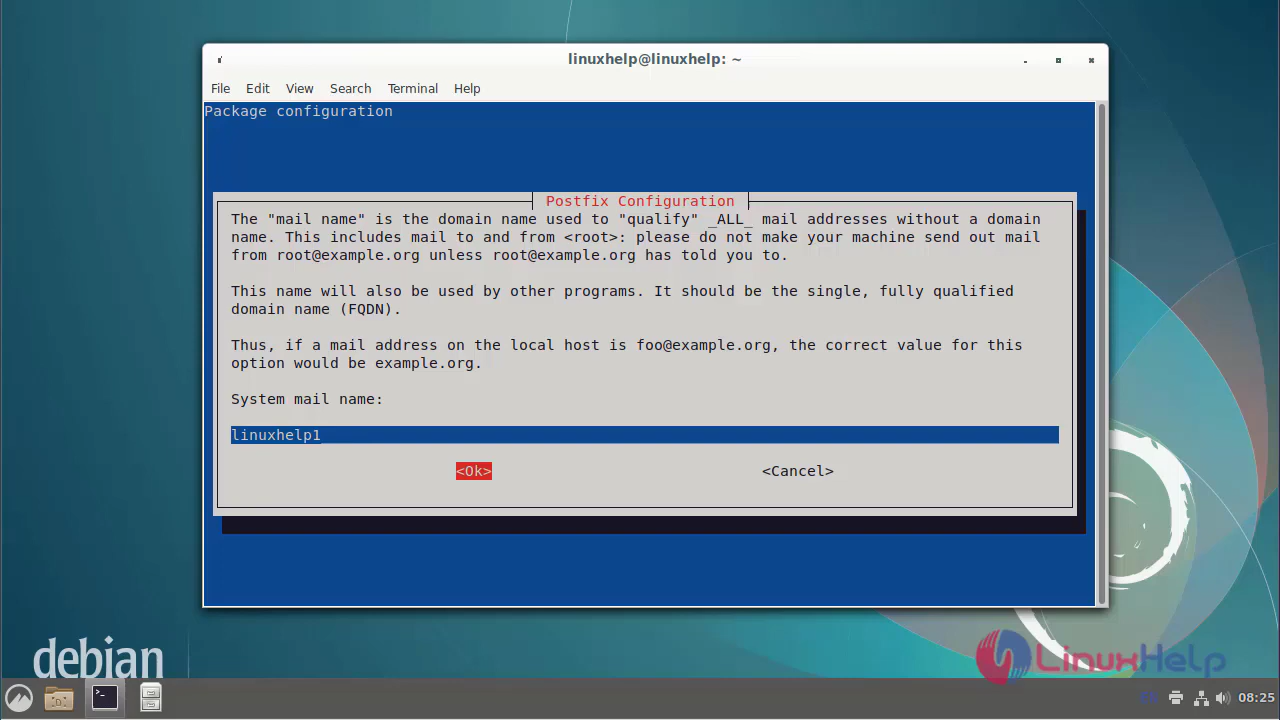 linuxhelp@linuxhelp: ~
File Edit View Search Terminal Help
Package configuration
Postfix Configuration
The "mail name" is the domain name used to "qualify" _ALL_ mail addresses without a domain
name. This includes mail to and from <root>: please do not make your machine send out mail
from root@example.org unless root@example.org has told you to.
This name will also be used by other programs. It should be the single, fully qualified
domain name (FQDN).
Thus, if a mail address on the local host is foo@example.org, the correct value for this
option would be example.org.
System mail name:
linuxhelp1
<Ok> <Cancel>
debian
LinuxHelp
08:25